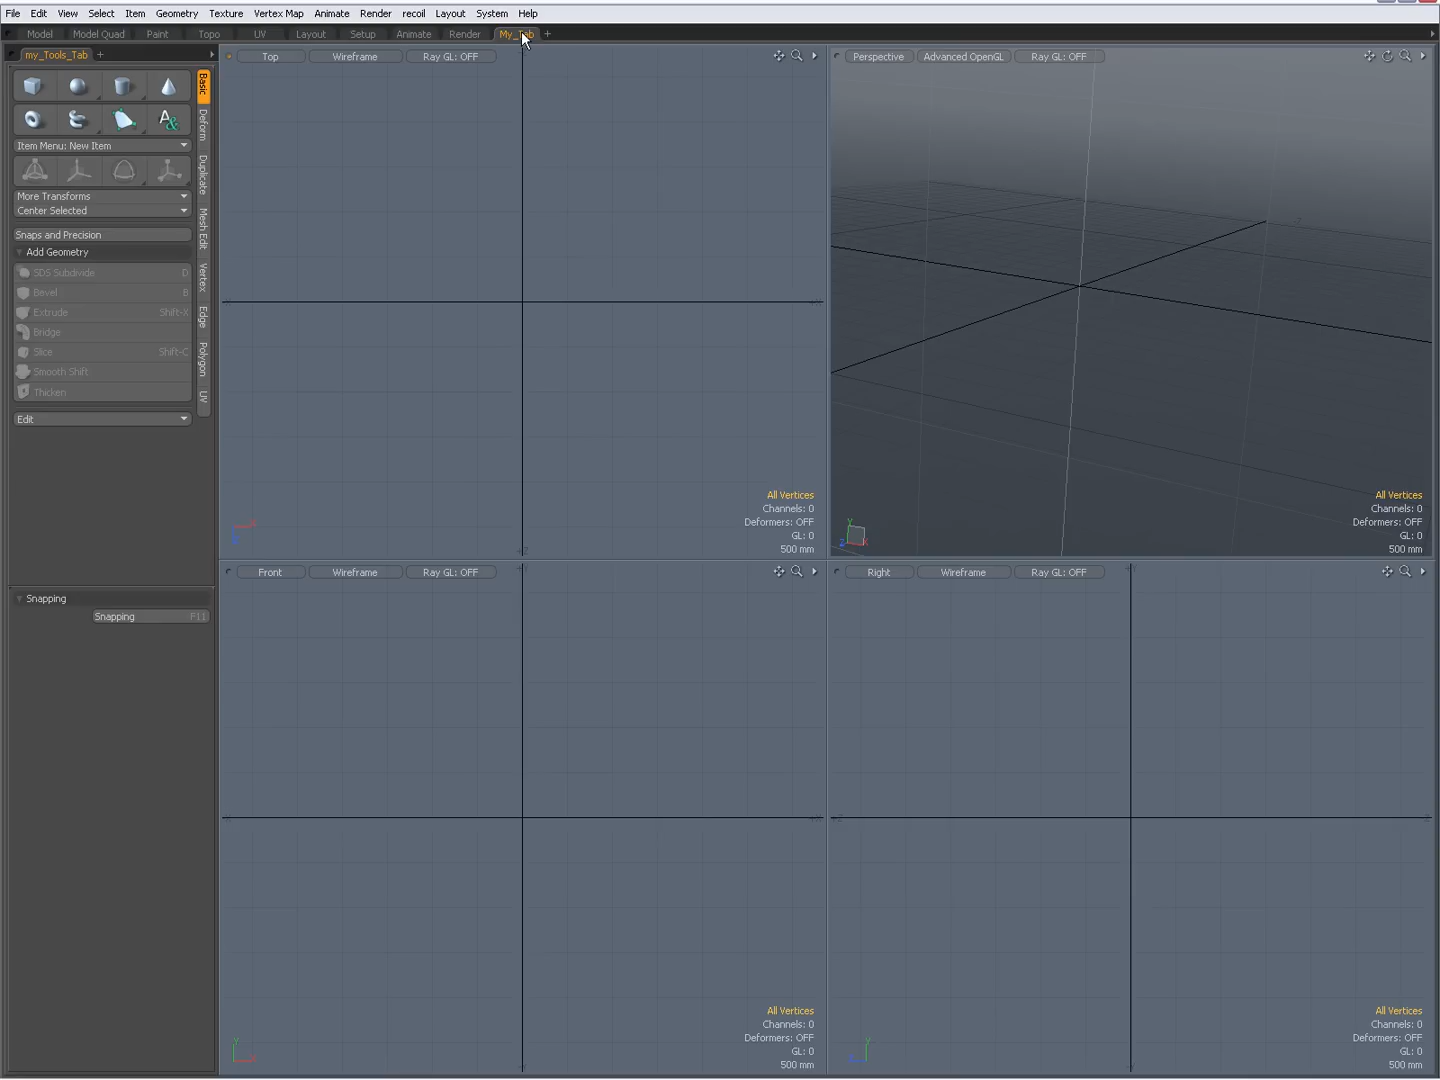 File Edit View Select Item Geometry Texture Vertex Map Animate Render recoil Layout System Help
Model Model Quad Paint Topo UV Layout Setup Animate Render My_Tab +
my_Tools_Tab +
Basic
Deform
Duplicate
Mesh Edit
Vertex
Edge
Polygon
UV
Item Menu: New Item
More Transforms
Center Selected
Snaps and Precision
Add Geometry
SDS Subdivide D
Bevel B
Extrude Shift-X
Bridge
Slice Shift-C
Smooth Shift
Thicken
Edit
Snapping
Snapping F11
Top Wireframe Ray GL: OFF
All Vertices
Channels: 0
Deformers: OFF
GL: 0
500 mm
Perspective Advanced OpenGL Ray GL: OFF
All Vertices
Channels: 0
Deformers: OFF
GL: 0
500 mm
Front Wireframe Ray GL: OFF
All Vertices
Channels: 0
Deformers: OFF
GL: 0
500 mm
Right Wireframe Ray GL: OFF
All Vertices
Channels: 0
Deformers: OFF
GL: 0
500 mm